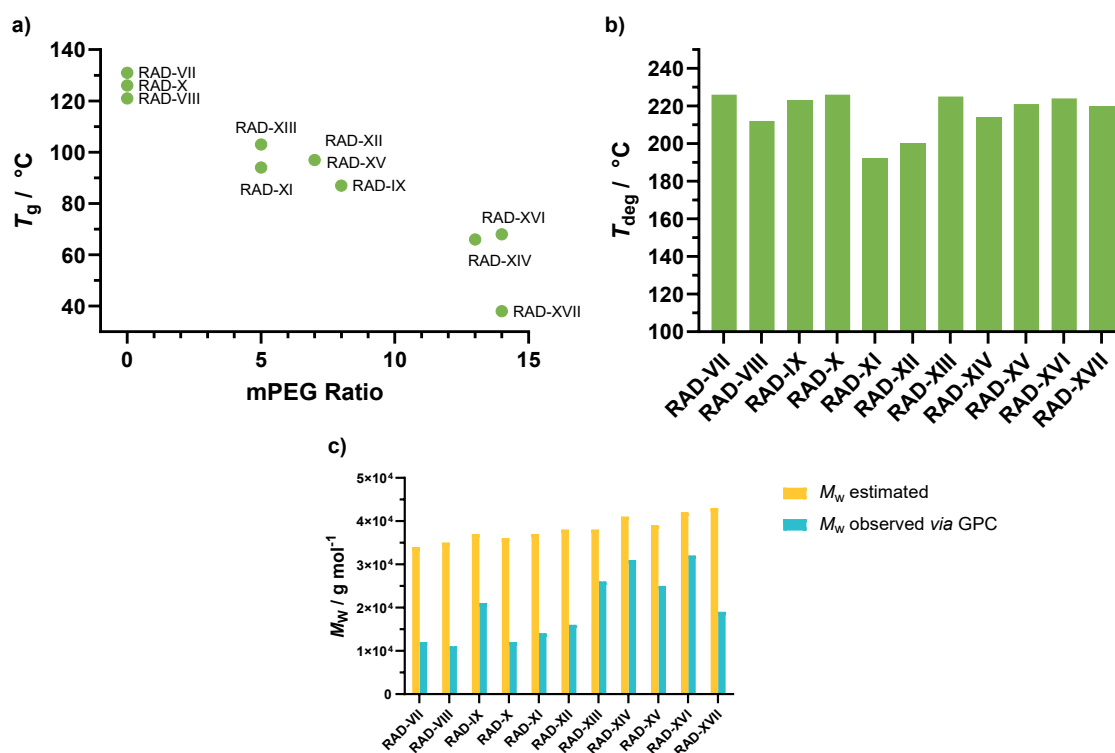 a)
T_g / °C
140
120
100
80
60
40
RAD-VII
RAD-X
RAD-VIII
RAD-XIII
RAD-XI
RAD-XII
RAD-XV
RAD-IX
RAD-XVI
RAD-XIV
RAD-XVII
0 5 10 15
mPEG Ratio
b)
T_deg / °C
240
220
200
180
160
140
120
100
RAD-VII
RAD-VIII
RAD-IX
RAD-X
RAD-XI
RAD-XII
RAD-XIII
RAD-XIV
RAD-XV
RAD-XVI
RAD-XVII
c)
M_W / g mol⁻¹
5×10⁴
4×10⁴
3×10⁴
2×10⁴
1×10⁴
0
RAD-VII
RAD-VIII
RAD-IX
RAD-X
RAD-XI
RAD-XII
RAD-XIII
RAD-XIV
RAD-XV
RAD-XVI
RAD-XVII
M_w estimated
M_w observed via GPC